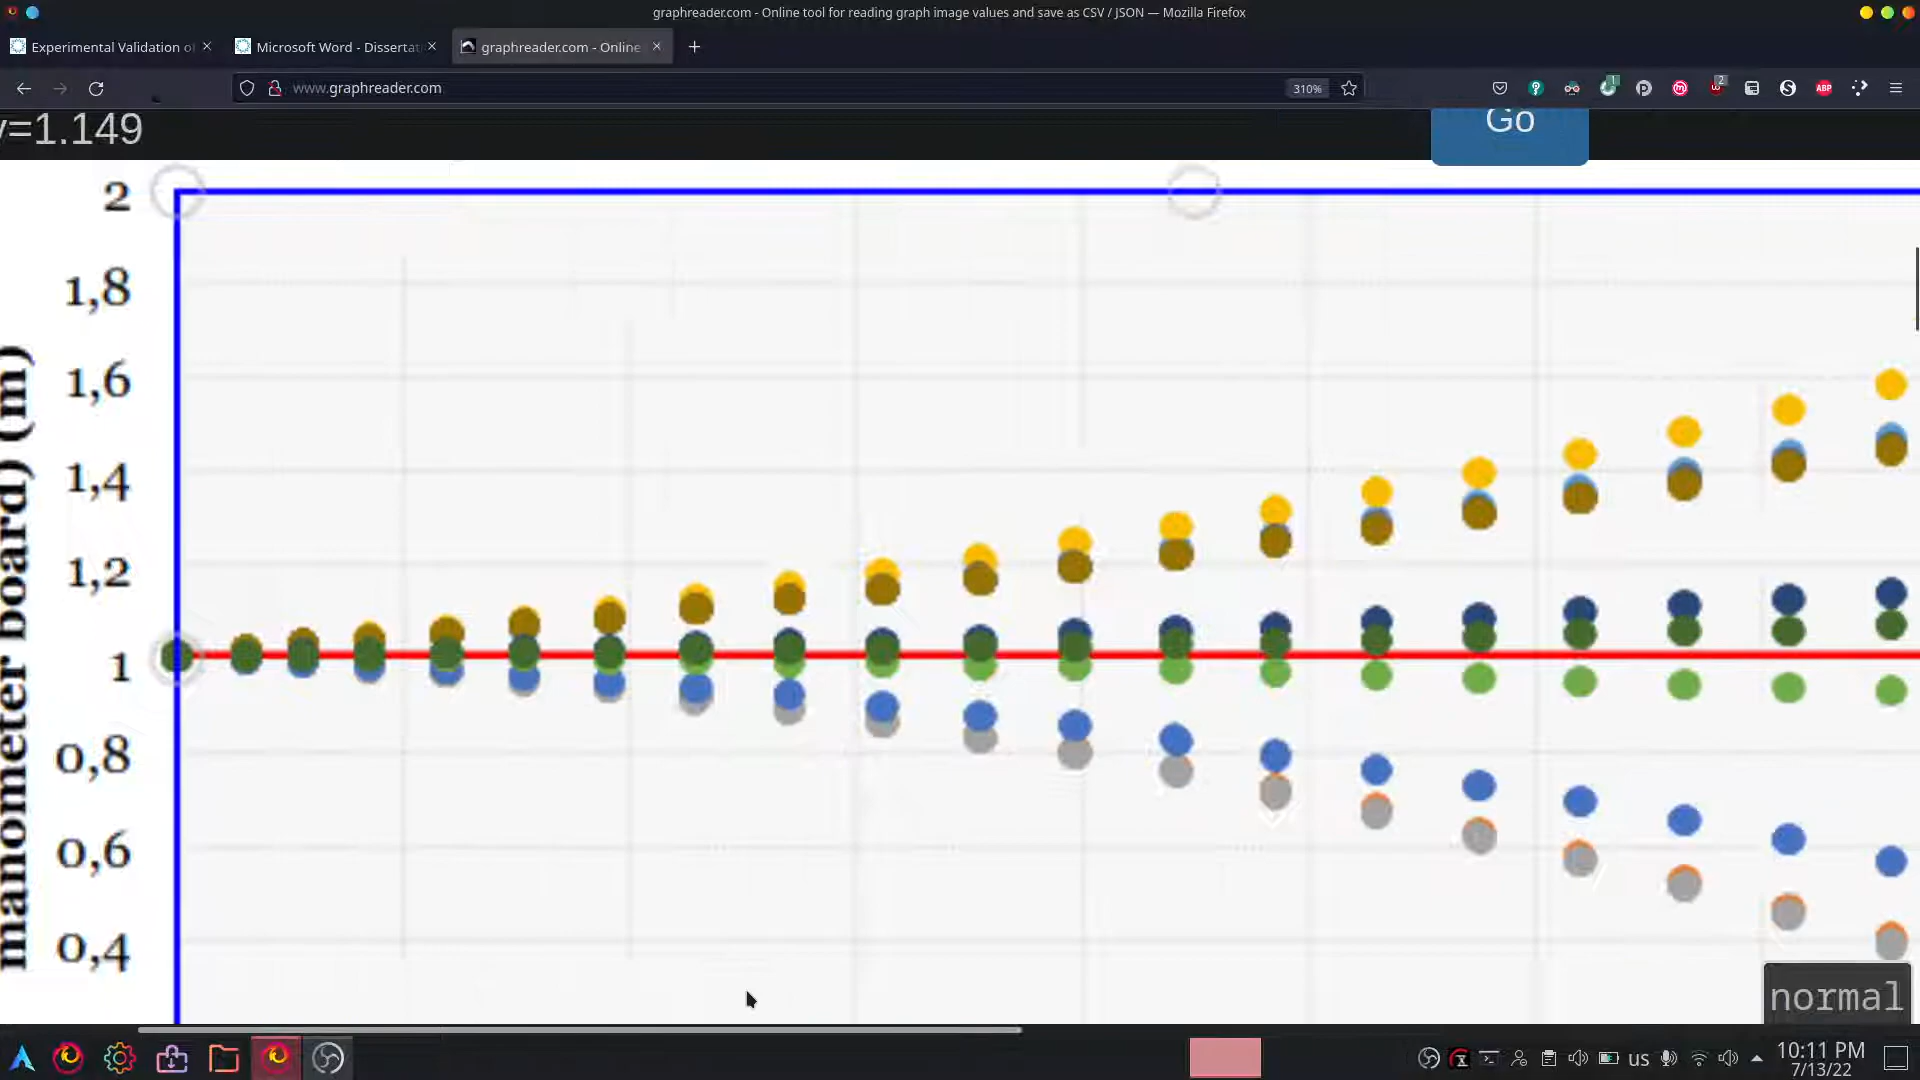 graphreader.com - Online tool for reading graph image values and save as CSV / JSON — Mozilla Firefox
Experimental Validation o
Microsoft Word - Dissertat
graphreader.com - Online
www.graphreader.com
310%
1
2
ABP
y=1.149
Go
2
1,8
1,6
1,4
1,2
1
0,8
0,6
0,4
manometer board) (m)
normal
us
10:11 PM
7/13/22